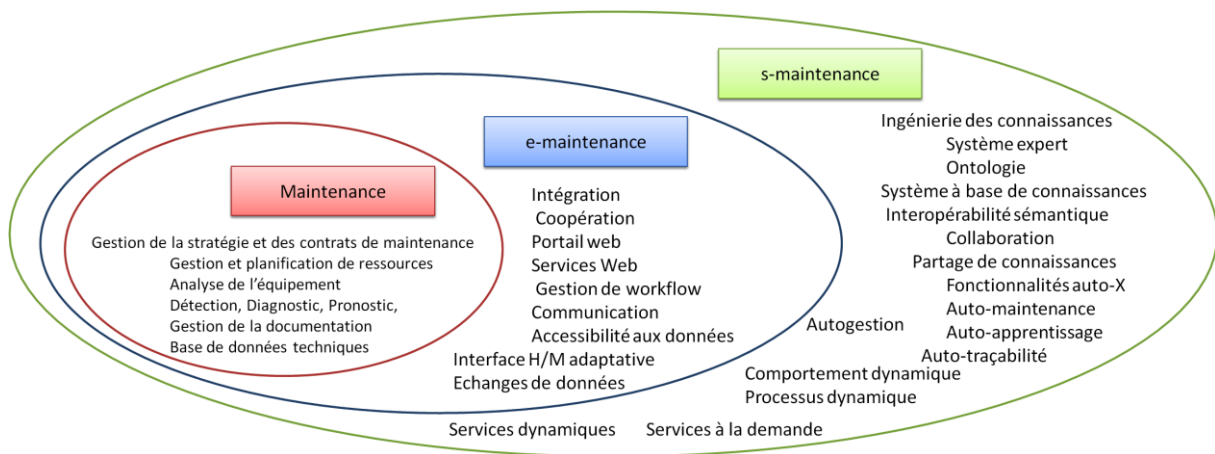 s-maintenance
e-maintenance
Maintenance
Gestion de la stratégie et des contrats de maintenance
Gestion et planification de ressources
Analyse de l'équipement
Détection, Diagnostic, Pronostic,
Gestion de la documentation
Base de données techniques
Intégration
Coopération
Portail web
Services Web
Gestion de workflow
Communication
Accessibilité aux données
Interface H/M adaptative
Echanges de données
Ingénierie des connaissances
Système expert
Ontologie
Système à base de connaissances
Interopérabilité sémantique
Collaboration
Partage de connaissances
Fonctionnalités auto-X
Auto-maintenance
Autogestion
Auto-apprentissage
Auto-traçabilité
Comportement dynamique
Processus dynamique
Services dynamiques
Services à la demande